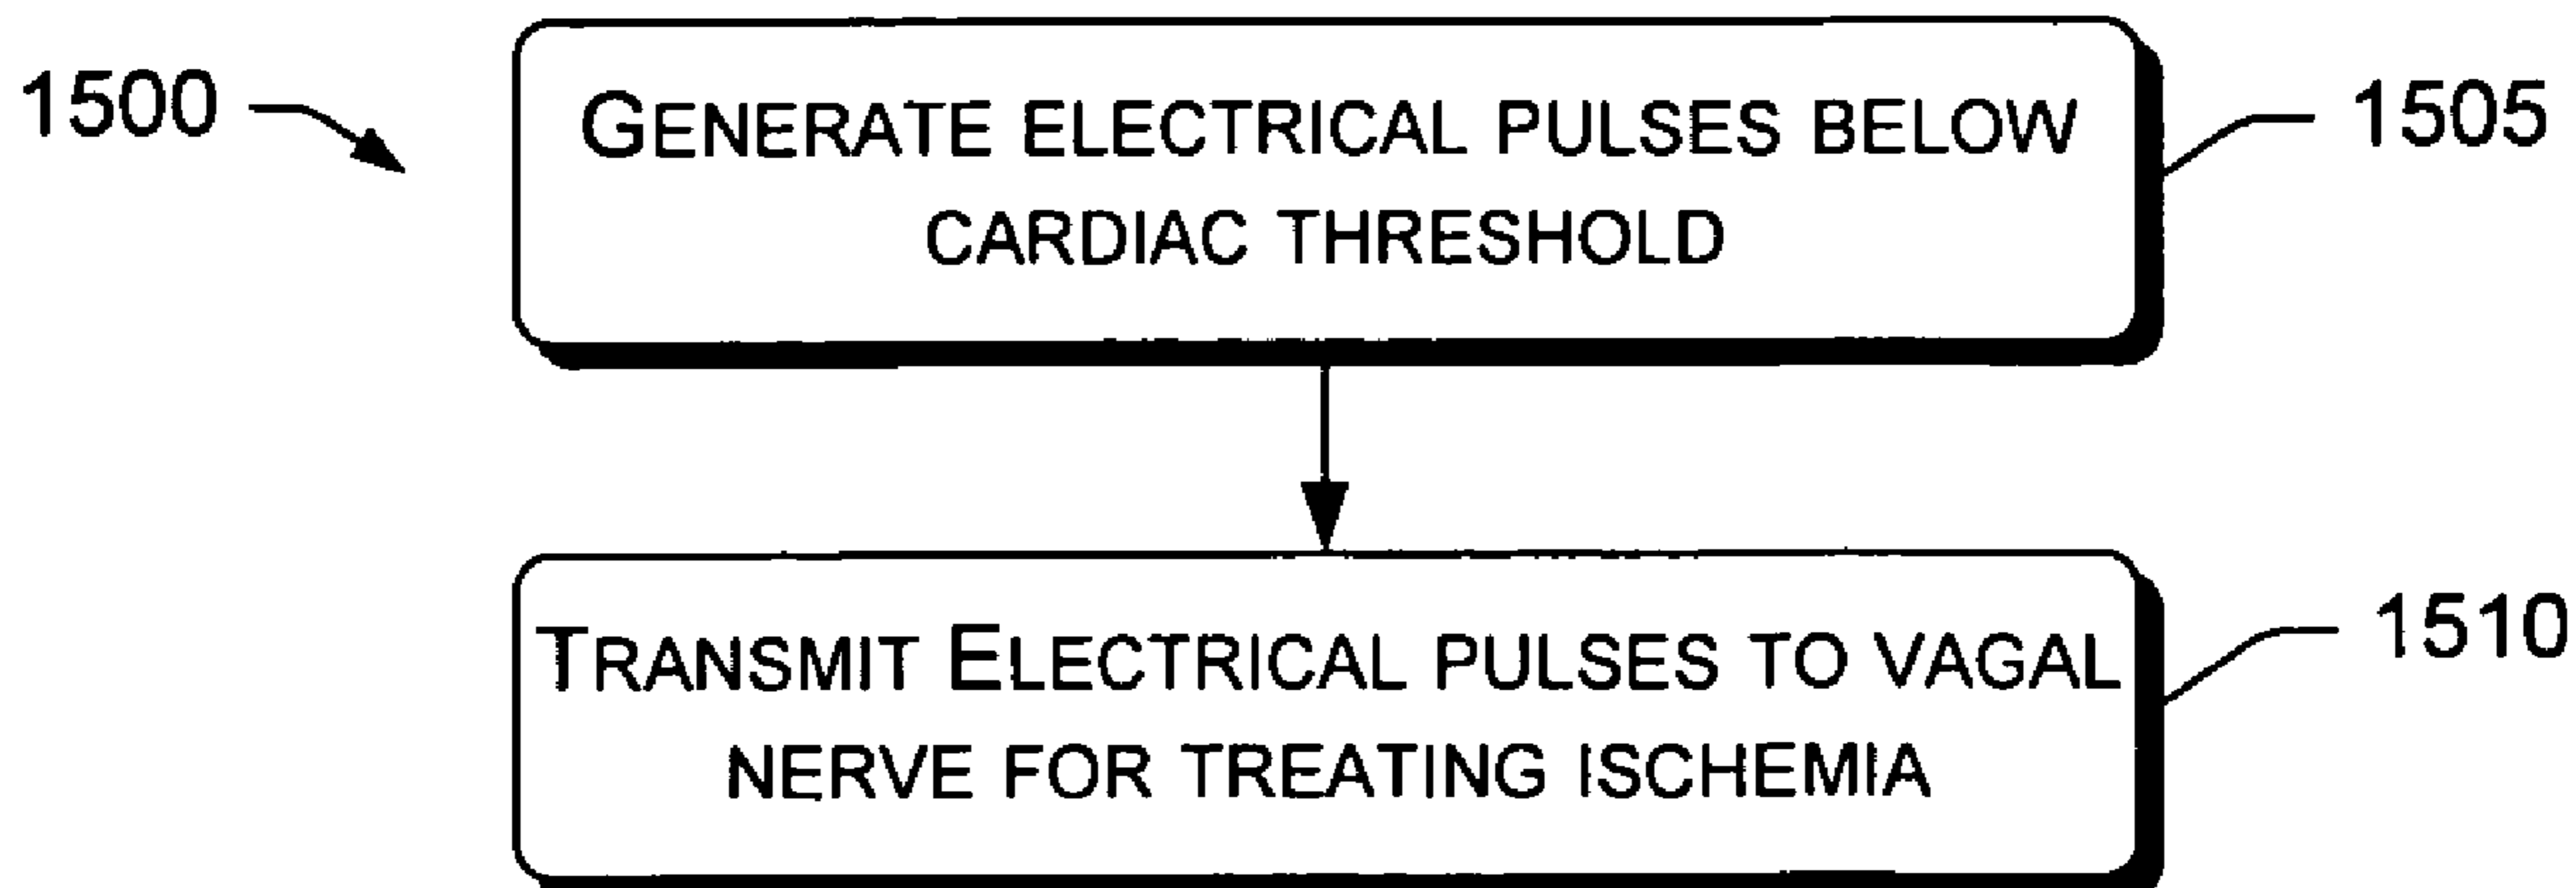 1500
GENERATE ELECTRICAL PULSES BELOW
CARDIAC THRESHOLD
1505
TRANSMIT ELECTRICAL PULSES TO VAGAL
NERVE FOR TREATING ISCHEMIA
1510